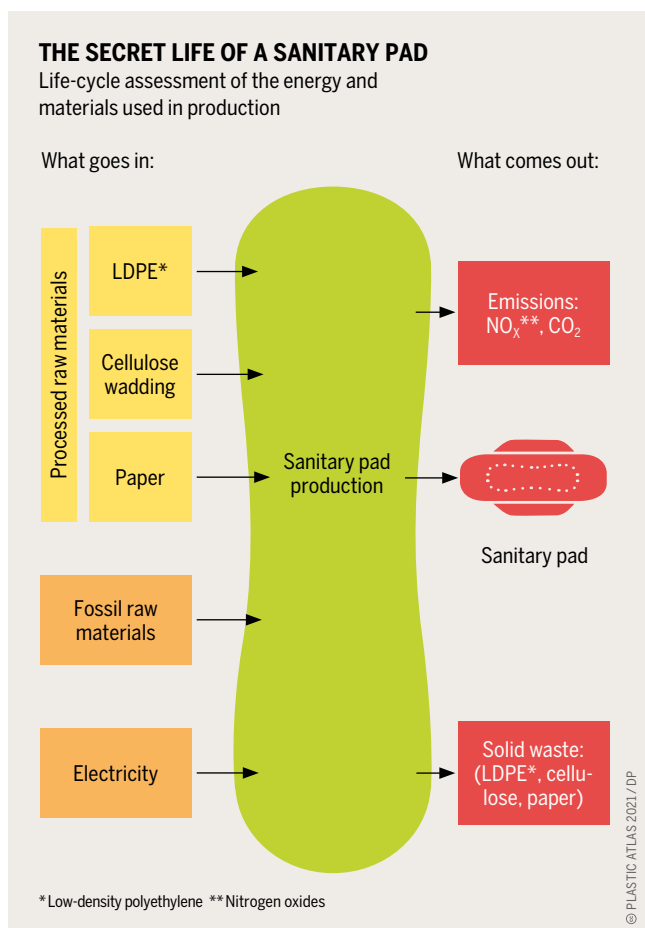 THE SECRET LIFE OF A SANITARY PAD
Life-cycle assessment of the energy and
materials used in production
What goes in:
What comes out:
Processed raw materials
LDPE*
Cellulose
wadding
Paper
Fossil raw
materials
Electricity
Sanitary pad
production
Emissions:
NOX**, CO2
Sanitary pad
Solid waste:
(LDPE*, cellu-
lose, paper)
* Low-density polyethylene ** Nitrogen oxides
PLASTIC ATLAS 2021 / DP